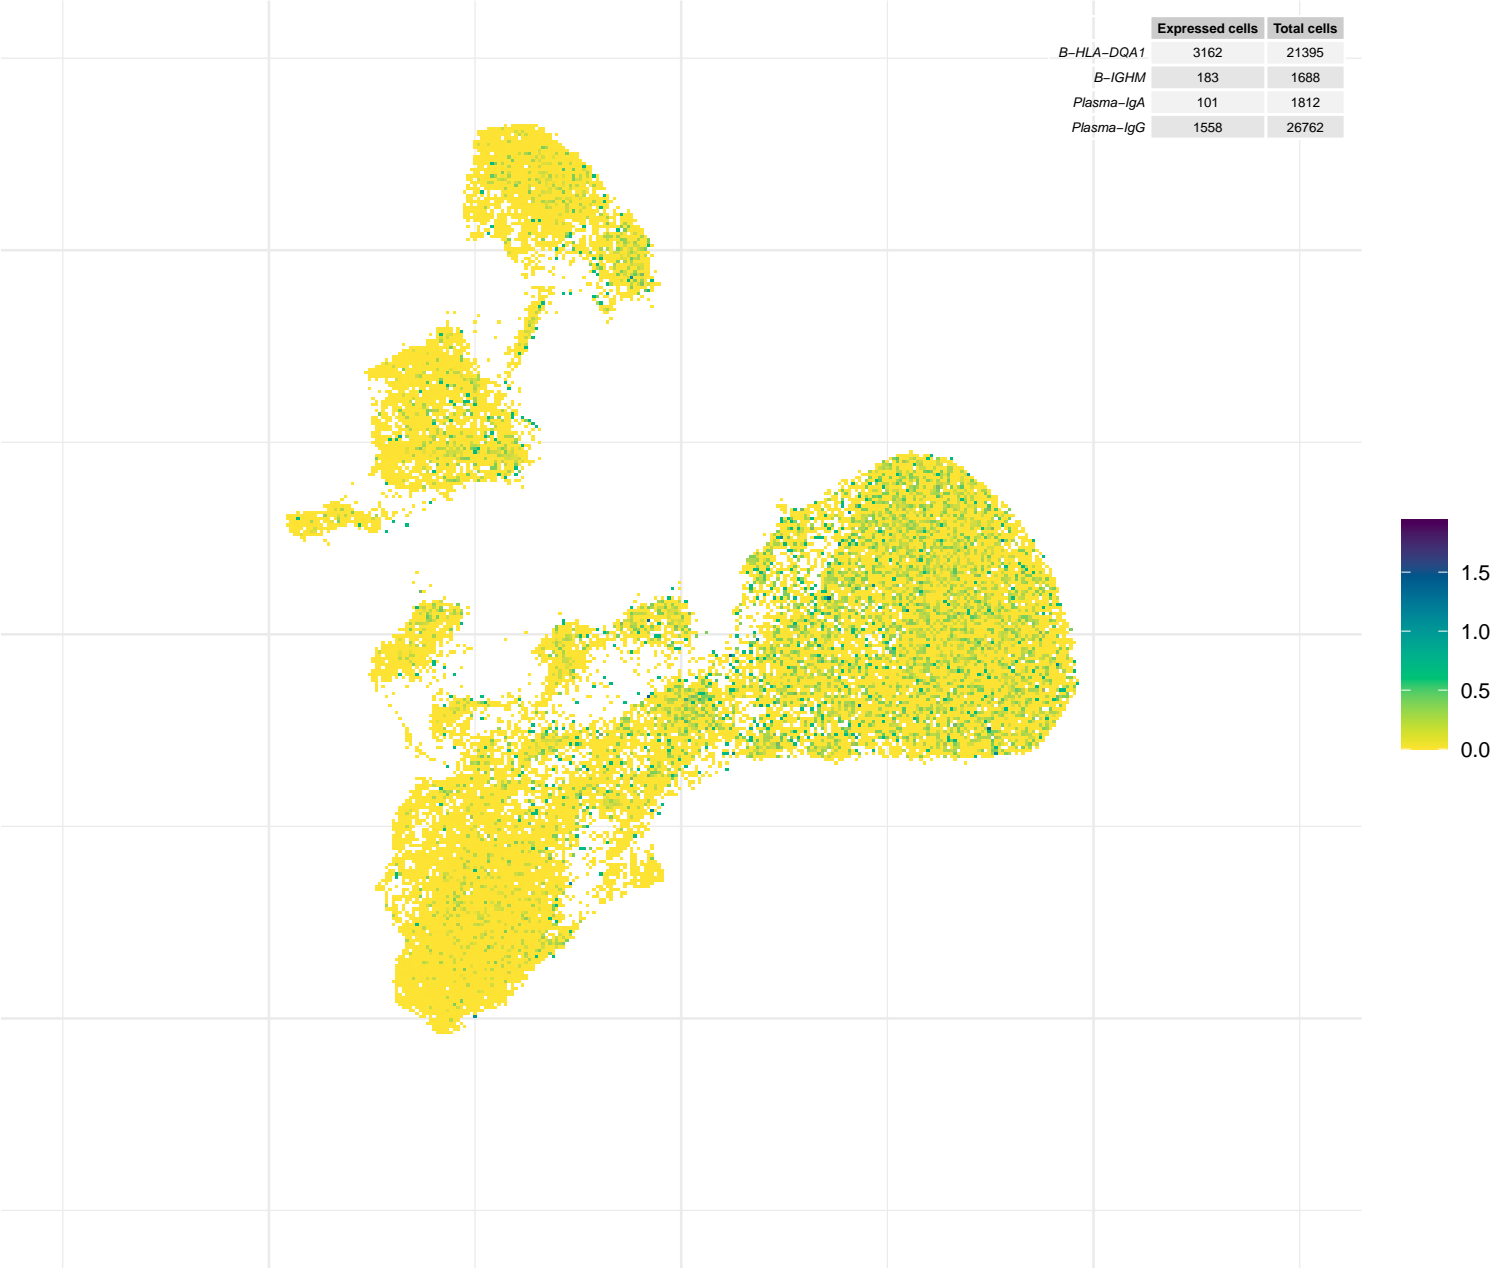 Expressed cells Total cells
B−HLA−DQA1 3162 21395
B−IGHM 183 1688
Plasma−IgA 101 1812
Plasma−IgG 1558 26762
1.5
1.0
0.5
0.0